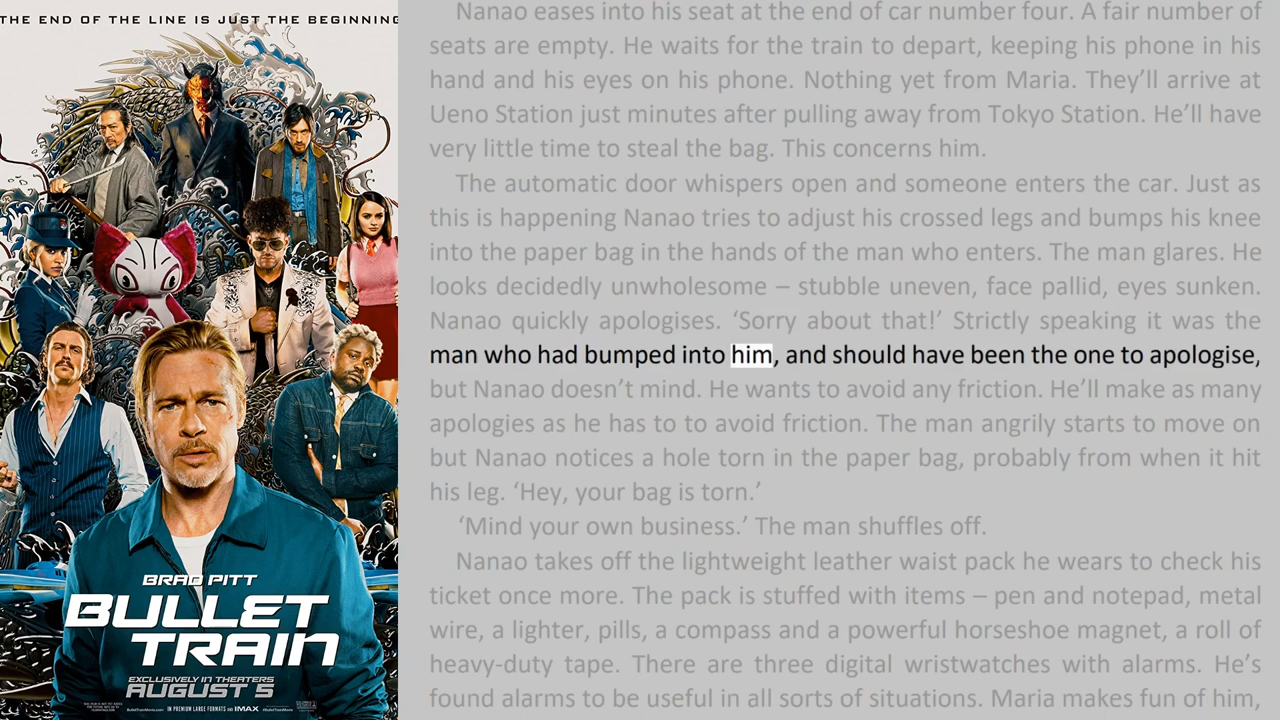 THE END OF THE LINE IS JUST THE BEGINNING
BRAD PITT
BULLET
TRAIN
EXCLUSIVELY IN THEATERS
AUGUST 5
IN PREMIUM LARGE FORMATS AND IMAX
Nanao eases into his seat at the end of car number four. A fair number of
seats are empty. He waits for the train to depart, keeping his phone in his
hand and his eyes on his phone. Nothing yet from Maria. They’ll arrive at
Ueno Station just minutes after pulling away from Tokyo Station. He’ll have
very little time to steal the bag. This concerns him.
The automatic door whispers open and someone enters the car. Just as
this is happening Nanao tries to adjust his crossed legs and bumps his knee
into the paper bag in the hands of the man who enters. The man glares. He
looks decidedly unwholesome – stubble uneven, face pallid, eyes sunken.
Nanao quickly apologises. ‘Sorry about that!’ Strictly speaking it was the
man who had bumped into him, and should have been the one to apologise,
but Nanao doesn’t mind. He wants to avoid any friction. He’ll make as many
apologies as he has to to avoid friction. The man angrily starts to move on
but Nanao notice a hole torn in the paper bag, probably from when it hit
his leg. ‘Hey, your bag is torn.’
‘Mind your own business.’ The man shuffles off.
Nanao takes off the lightweight leather waist pack he wears to check his
ticket once more. The pack is stuffed with items – pen and notepad, metal
wire, a lighter, pills, a compass and a powerful horseshoe magnet, a roll of
heavy-duty tape. There are three digital wristwatches with alarms. He’s
found alarms to be useful in all sorts of situations. Maria makes fun of him,